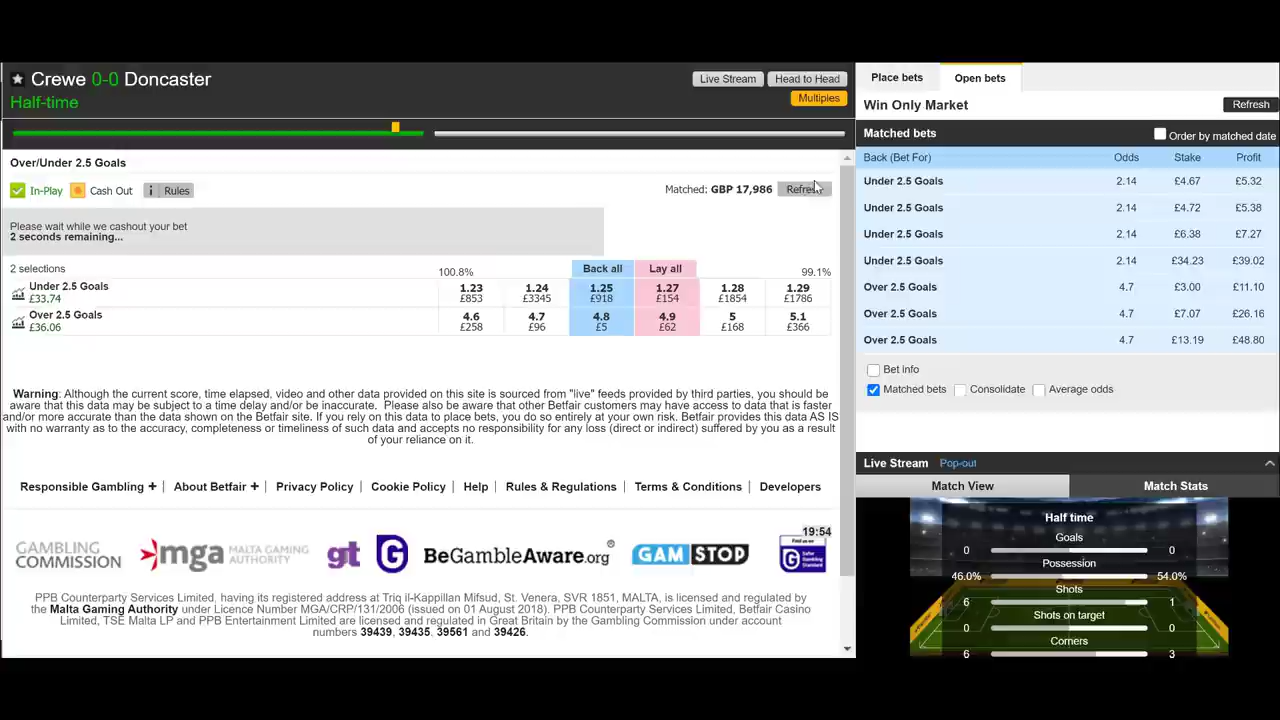 Crewe 0-0 Doncaster
Half-time
Live Stream
Head to Head
Multiples
Over/Under 2.5 Goals
In-Play Cash Out i Rules
Matched: GBP 17,986 Refresh
Please wait while we cashout your bet
2 seconds remaining...
2 selections 100.8% Back all Lay all 99.1%
Under 2.5 Goals 1.23 1.24 1.25 1.27 1.28 1.29
£33.74 £853 £3345 £918 £154 £1854 £1786
Over 2.5 Goals 4.6 4.7 4.8 4.9 5 5.1
£36.06 £258 £96 £5 £62 £168 £366
Warning: Although the current score, time elapsed, video and other data provided on this site is sourced from "live" feeds provided by third parties, you should be
aware that this data may be subject to a time delay and/or be inaccurate. Please also be aware that other Betfair customers may have access to data that is faster
and/or more accurate than the data shown on the Betfair site. If you rely on this data to place bets, you do so entirely at your own risk. Betfair provides this data AS IS
with no warranty as to the accuracy, completeness or timeliness of such data and accepts no responsibility for any loss (direct or indirect) suffered by you as a result
of your reliance on it.
Responsible Gambling + | About Betfair + | Privacy Policy | Cookie Policy | Help | Rules & Regulations | Terms & Conditions | Developers
GAMBLING
COMMISSION
mga MALTA GAMING
AUTHORITY
gt
G
BeGambleAware.org®
GAMSTOP
19:54
Find us on
G
Safer
Gambling
Standard
PPB Counterparty Services Limited, having its registered address at Triq il-Kappillan Mifsud, St. Venera, SVR 1851, MALTA, is licensed and regulated by
the Malta Gaming Authority under Licence Number MGA/CRP/131/2006 (issued on 01 August 2018). PPB Counterparty Services Limited, Betfair Casino
Limited, TSE Malta LP and PPB Entertainment Limited are licensed and regulated in Great Britain by the Gambling Commission under account
numbers 39439, 39435, 39561 and 39426.
Place bets Open bets
Win Only Market Refresh
Matched bets Order by matched date
Back (Bet For) Odds Stake Profit
Under 2.5 Goals 2.14 £4.67 £5.32
Under 2.5 Goals 2.14 £4.72 £5.38
Under 2.5 Goals 2.14 £6.38 £7.27
Under 2.5 Goals 2.14 £34.23 £39.02
Over 2.5 Goals 4.7 £3.00 £11.10
Over 2.5 Goals 4.7 £7.07 £26.16
Over 2.5 Goals 4.7 £13.19 £48.80
Bet info
Matched bets Consolidate Average odds
Live Stream Pop-out
Match View Match Stats
Half time
Goals
0 0
Possession
46.0% 54.0%
Shots
6 1
Shots on target
0 0
Corners
6 3